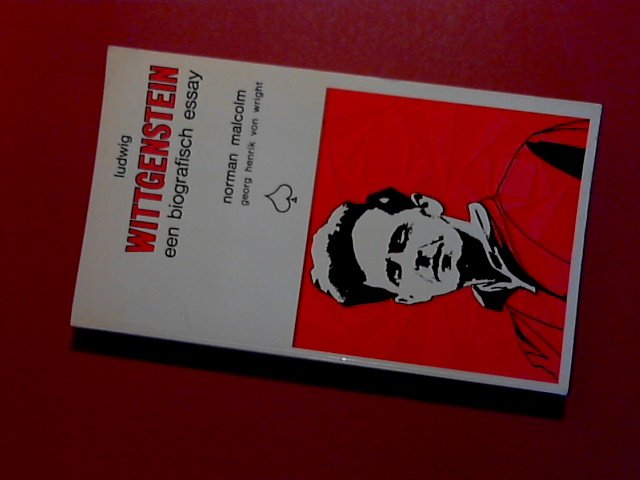 ludwig
WITTGENSTEIN
een biografisch essay
norman malcolm
georg henrik von wright